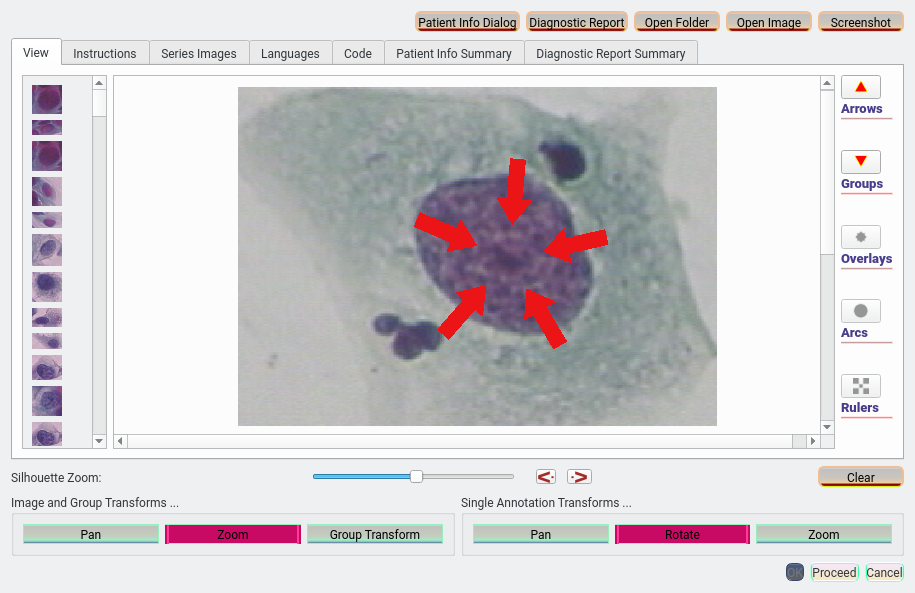 Patient Info Dialog Diagnostic Report Open Folder Open Image Screenshot
View Instructions Series Images Languages Code Patient Info Summary Diagnostic Report Summary
Arrows
Groups
Overlays
Arcs
Rulers
Silhouette Zoom: <· ·> Clear
Image and Group Transforms ... Single Annotation Transforms ...
Pan Zoom Group Transform Pan Rotate Zoom
OK Proceed Cancel